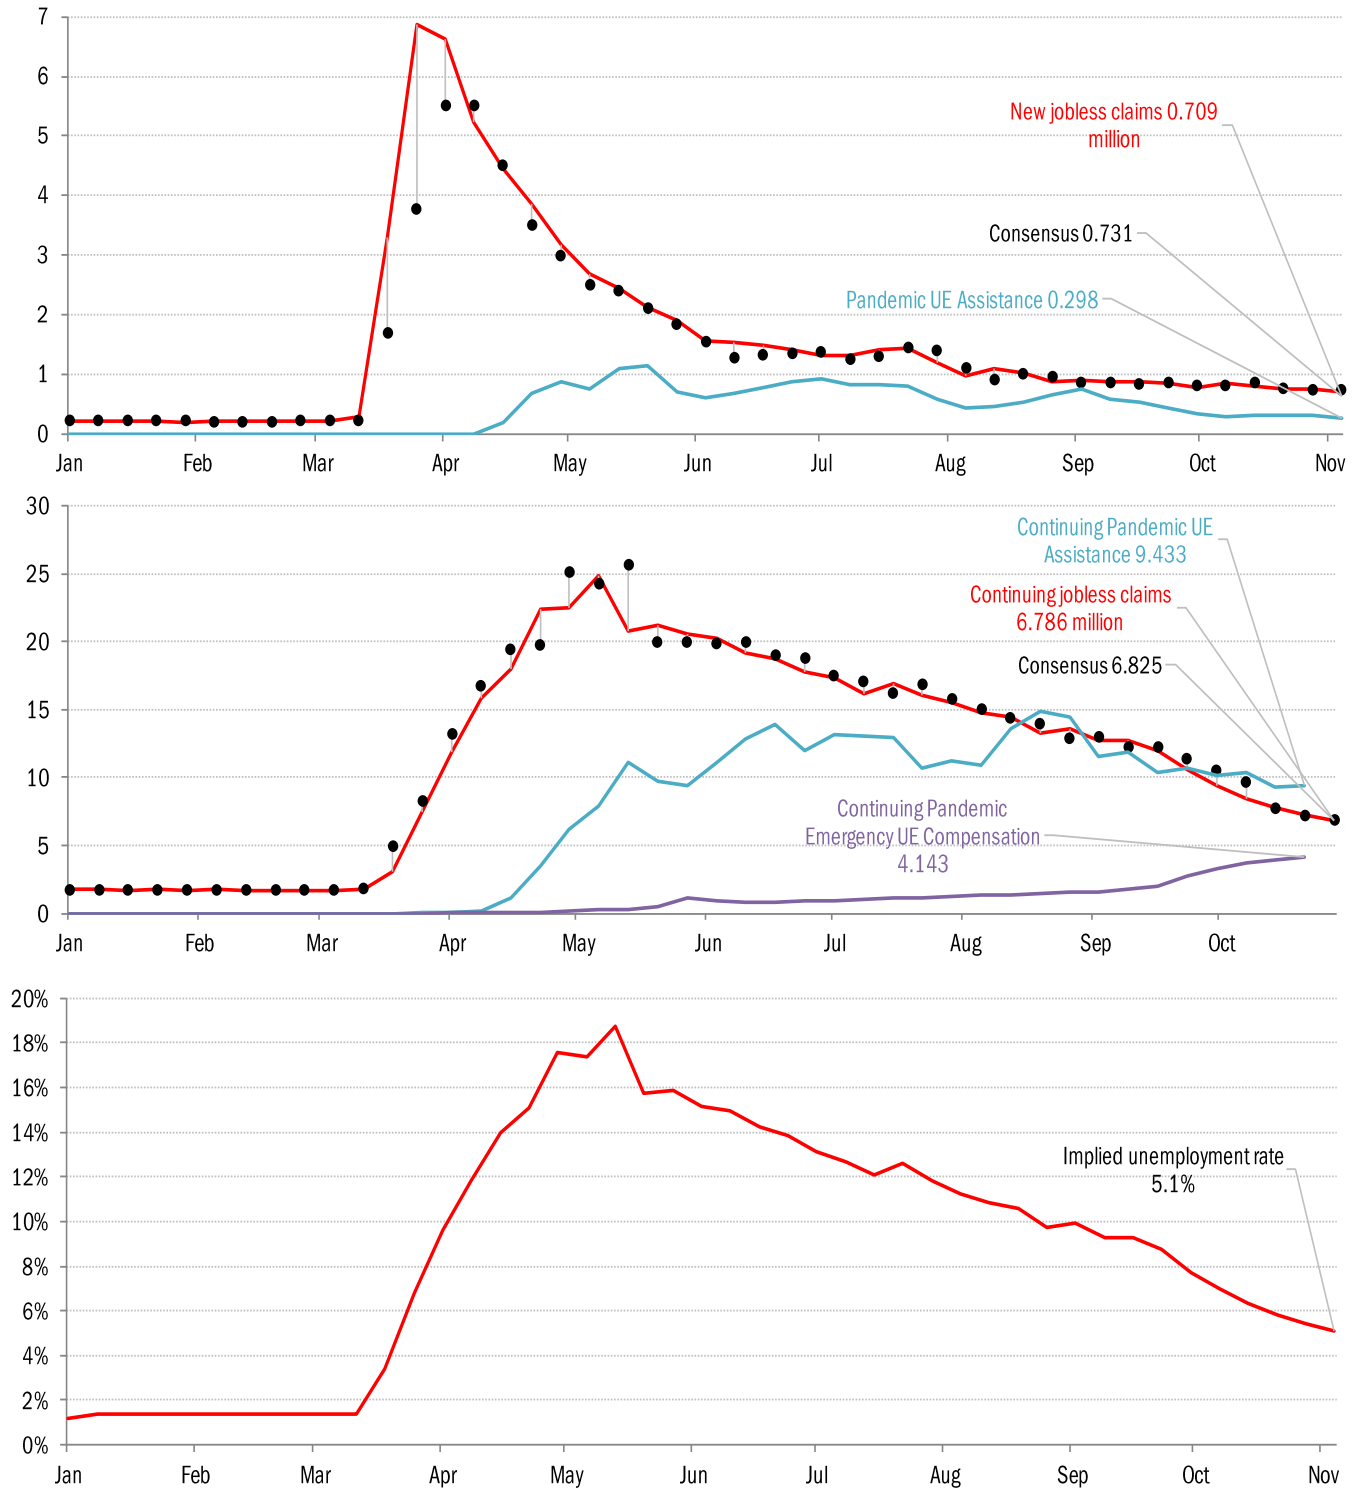 7
6
5
4
3
2
1
0
New jobless claims 0.709
million
Consensus 0.731
Pandemic UE Assistance 0.298
Jan Feb Mar Apr May Jun Jul Aug Sep Oct Nov
30
25
20
15
10
5
0
Continuing Pandemic UE
Assistance 9.433
Continuing jobless claims
6.786 million
Consensus 6.825
Continuing Pandemic
Emergency UE Compensation
4.143
Jan Feb Mar Apr May Jun Jul Aug Sep Oct
20%
18%
16%
14%
12%
10%
8%
6%
4%
2%
0%
Implied unemployment rate
5.1%
Jan Feb Mar Apr May Jun Jul Aug Sep Oct Nov